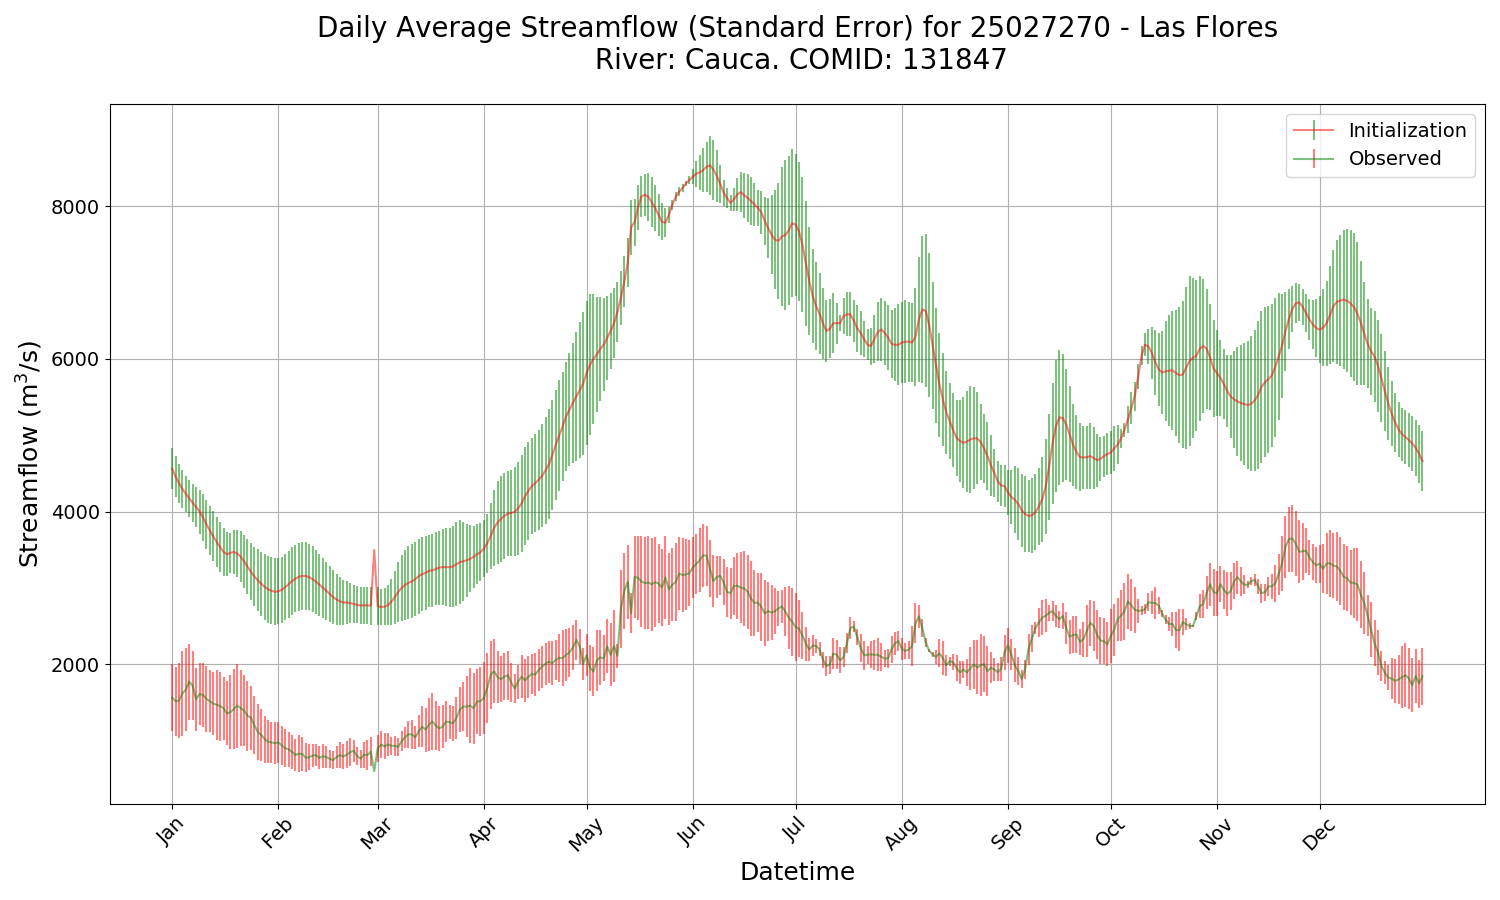 Daily Average Streamflow (Standard Error) for 25027270 - Las Flores
River: Cauca. COMID: 131847
Initialization
Observed
Streamflow (m³/s)
8000
6000
4000
2000
Jan Feb Mar Apr May Jun Jul Aug Sep Oct Nov Dec
Datetime